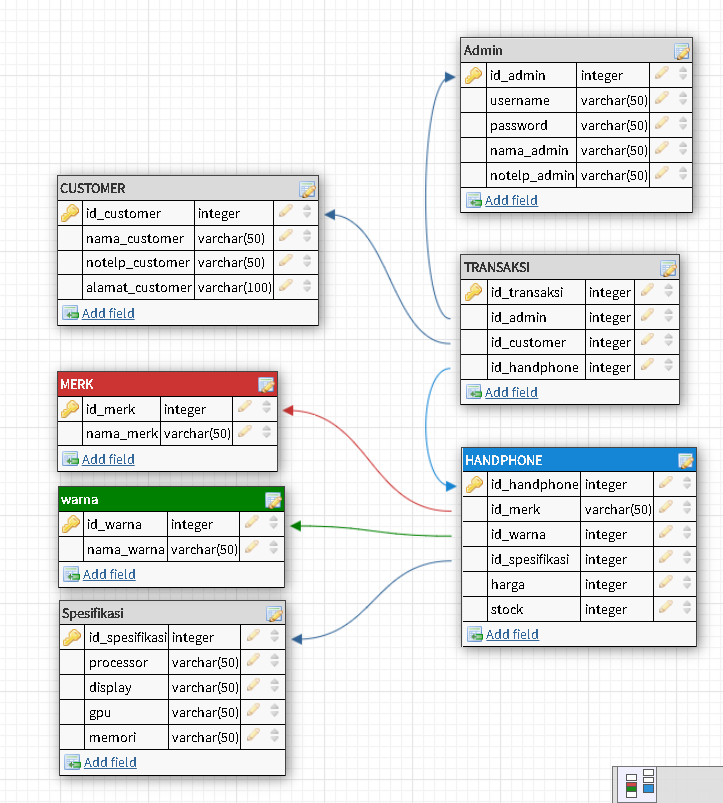 Admin
id_admin integer
username varchar(50)
password varchar(50)
nama_admin varchar(50)
notelp_admin varchar(50)
Add field
CUSTOMER
id_customer integer
nama_customer varchar(50)
notelp_customer varchar(50)
alamat_customer varchar(100)
Add field
TRANSAKSI
id_transaksi integer
id_admin integer
id_customer integer
id_handphone integer
Add field
MERK
id_merk integer
nama_merk varchar(50)
Add field
HANDPHONE
id_handphone integer
id_merk varchar(50)
id_warna integer
id_spesifikasi integer
harga integer
stock integer
Add field
warna
id_warna integer
nama_warna varchar(50)
Add field
Spesifikasi
id_spesifikasi integer
processor varchar(50)
display varchar(50)
gpu varchar(50)
memori varchar(50)
Add field